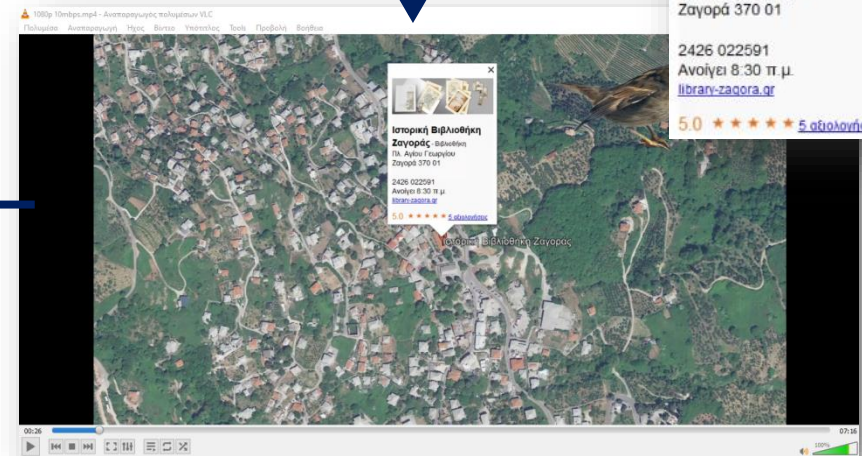 1080p 10mbps.mp4 - Αναπαραγωγός πολυμέσων VLC
Πολυμέσα Αναπαραγωγή Ήχος Βίντεο Υπότιτλος Tools Προβολή Βοήθεια
Ιστορική Βιβλιοθήκη
Ζαγοράς - Βιβλιοθήκη
Πλ. Αγίου Γεωργίου
Ζαγορά 370 01
2426 022591
Ανοίγει 8:30 π.μ.
library-zagora.gr
5.0 ★★★★★ 5 αξιολογήσεις
Ιστορική Βιβλιοθήκη Ζαγοράς
00:26
07:16
100%
Ζαγορά 370 01
2426 022591
Ανοίγει 8:30 π.μ.
library-zagora.gr
5.0 ★★★★★ 5 αξιολογήσ